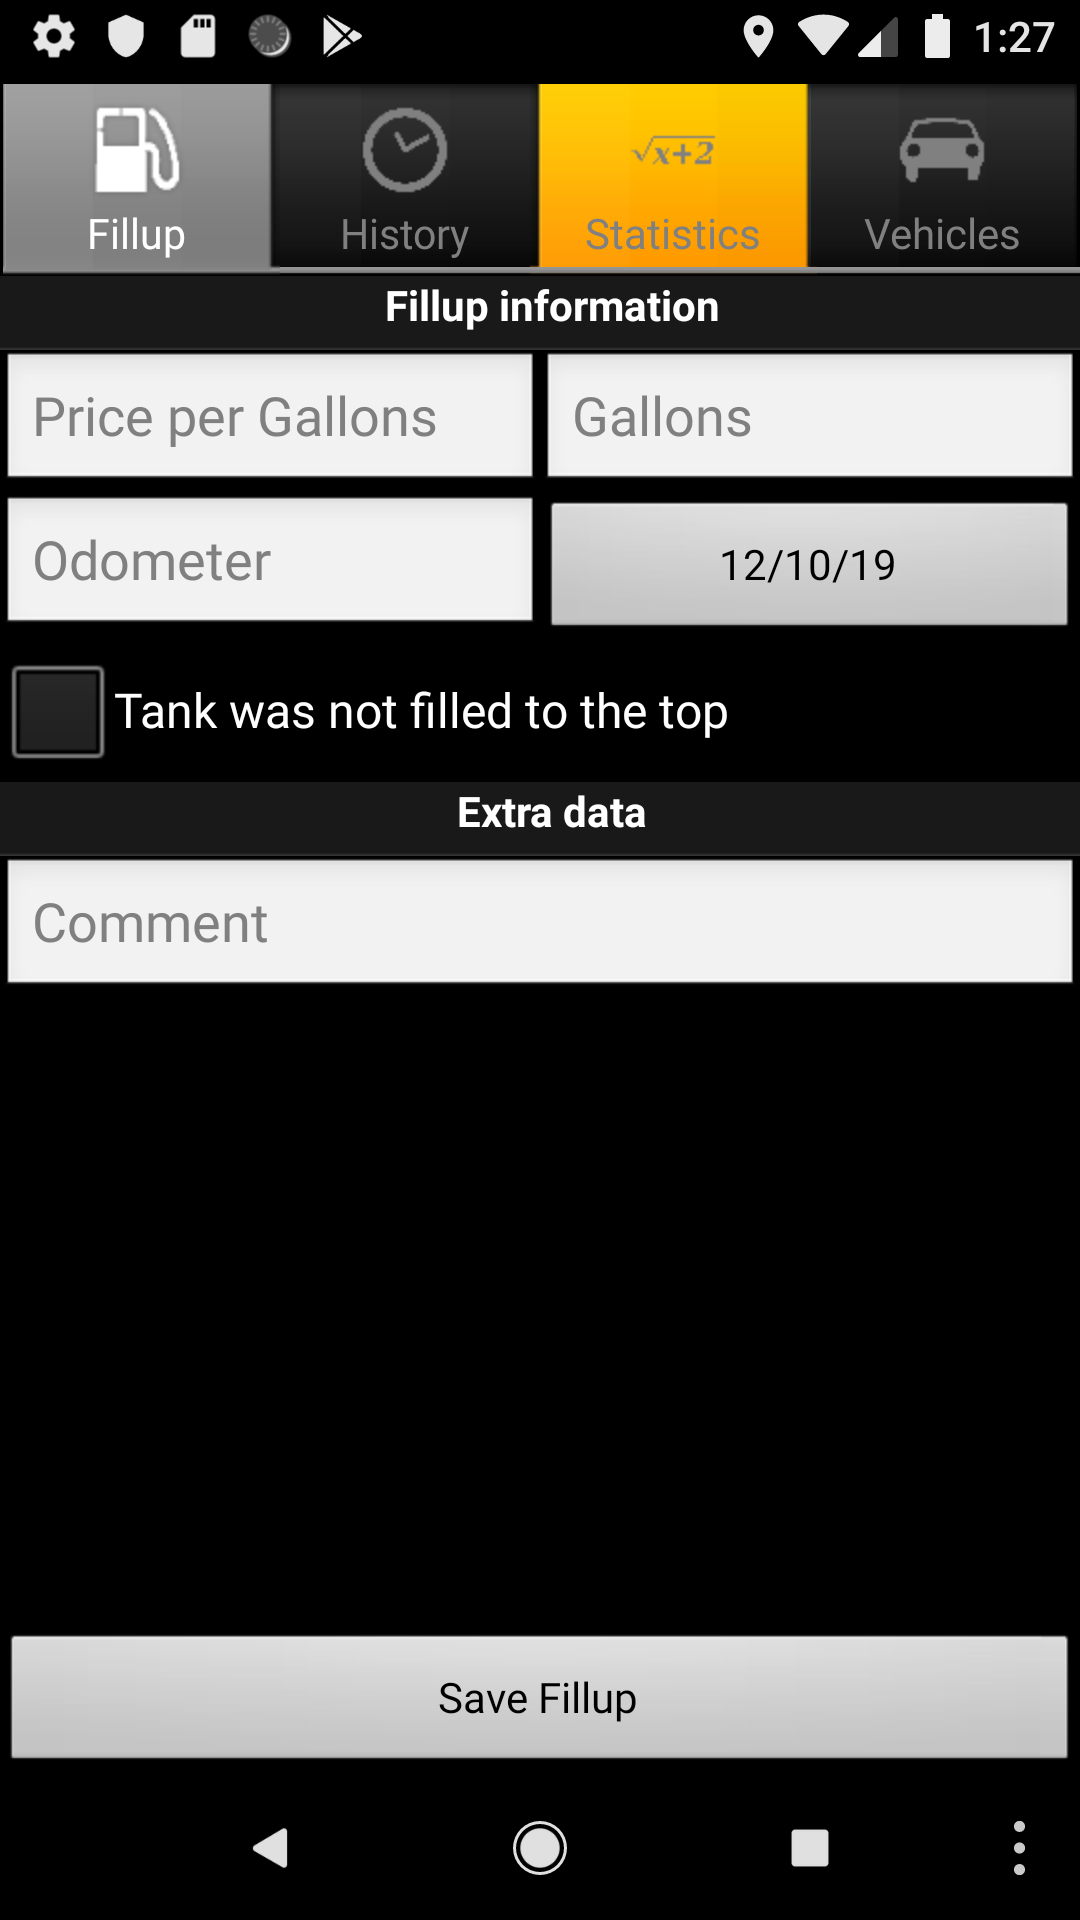 1:27
√x+2
Fillup
History
Statistics
Vehicles
Fillup information
Price per Gallons
Gallons
Odometer
12/10/19
Tank was not filled to the top
Extra data
Comment
Save Fillup